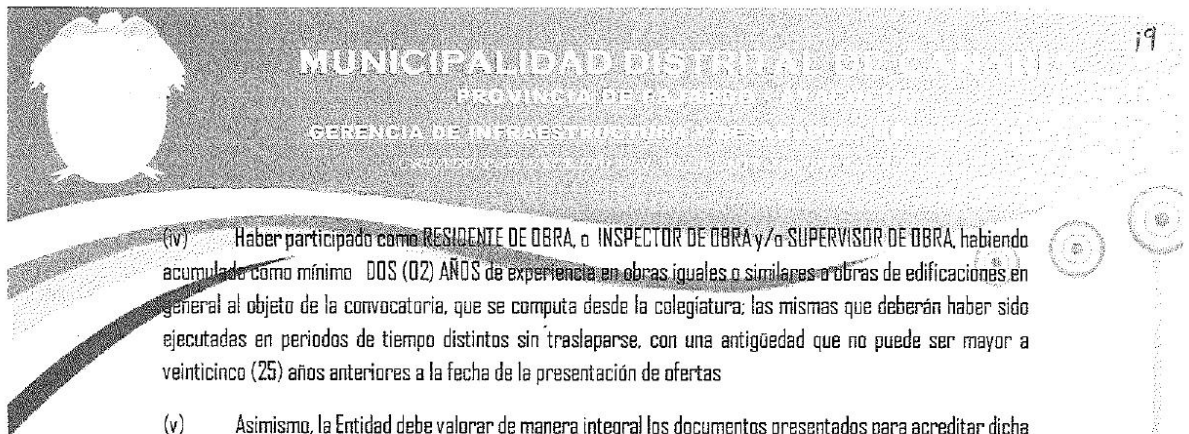 19
MUNICIPALIDAD DISTRITAL DE
PROVINCIA DE
GERENCIA DE INFRAESTRUCTURA Y
(iv) Haber participado como RESIDENTE DE OBRA, o INSPECTOR DE OBRA y/o SUPERVISOR DE OBRA, habiendo
acumulado como mínimo DOS (02) AÑOS de experiencia en obras iguales o similares o obras de edificaciones en
general al objeto de la convocatoria, que se computa desde la colegiatura; las mismas que deberán haber sido
ejecutadas en periodos de tiempo distintos sin traslaparse, con una antigüedad que no puede ser mayor a
veinticinco (25) años anteriores a la fecha de la presentación de ofertas
(v) Asimismo, la Entidad debe valorar de manera integral los documentos presentados para acreditar dicha